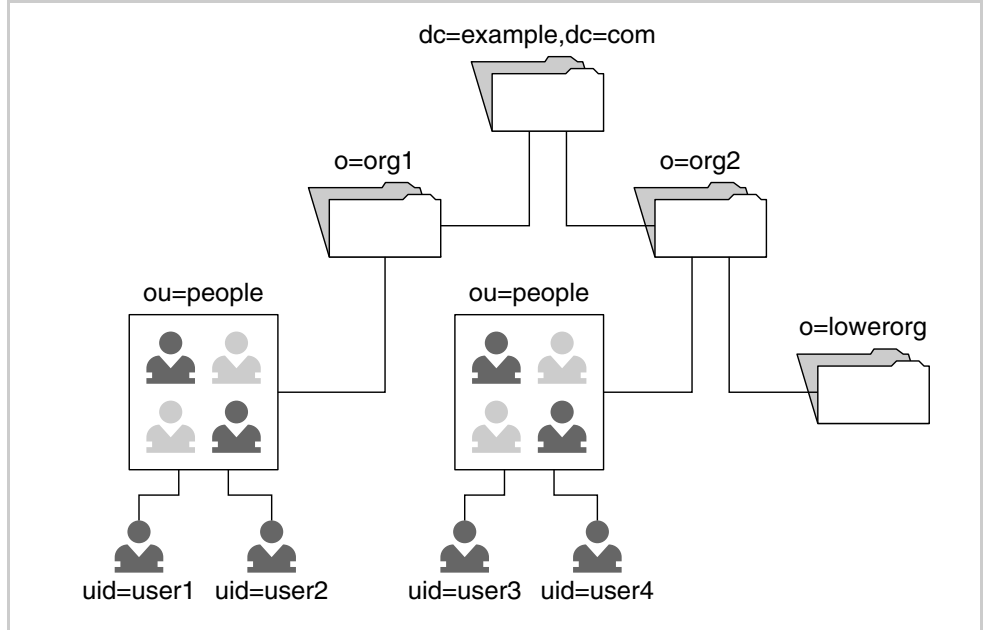 dc=example,dc=com
o=org1
o=org2
ou=people
ou=people
o=lowerorg
uid=user1
uid=user2
uid=user3
uid=user4